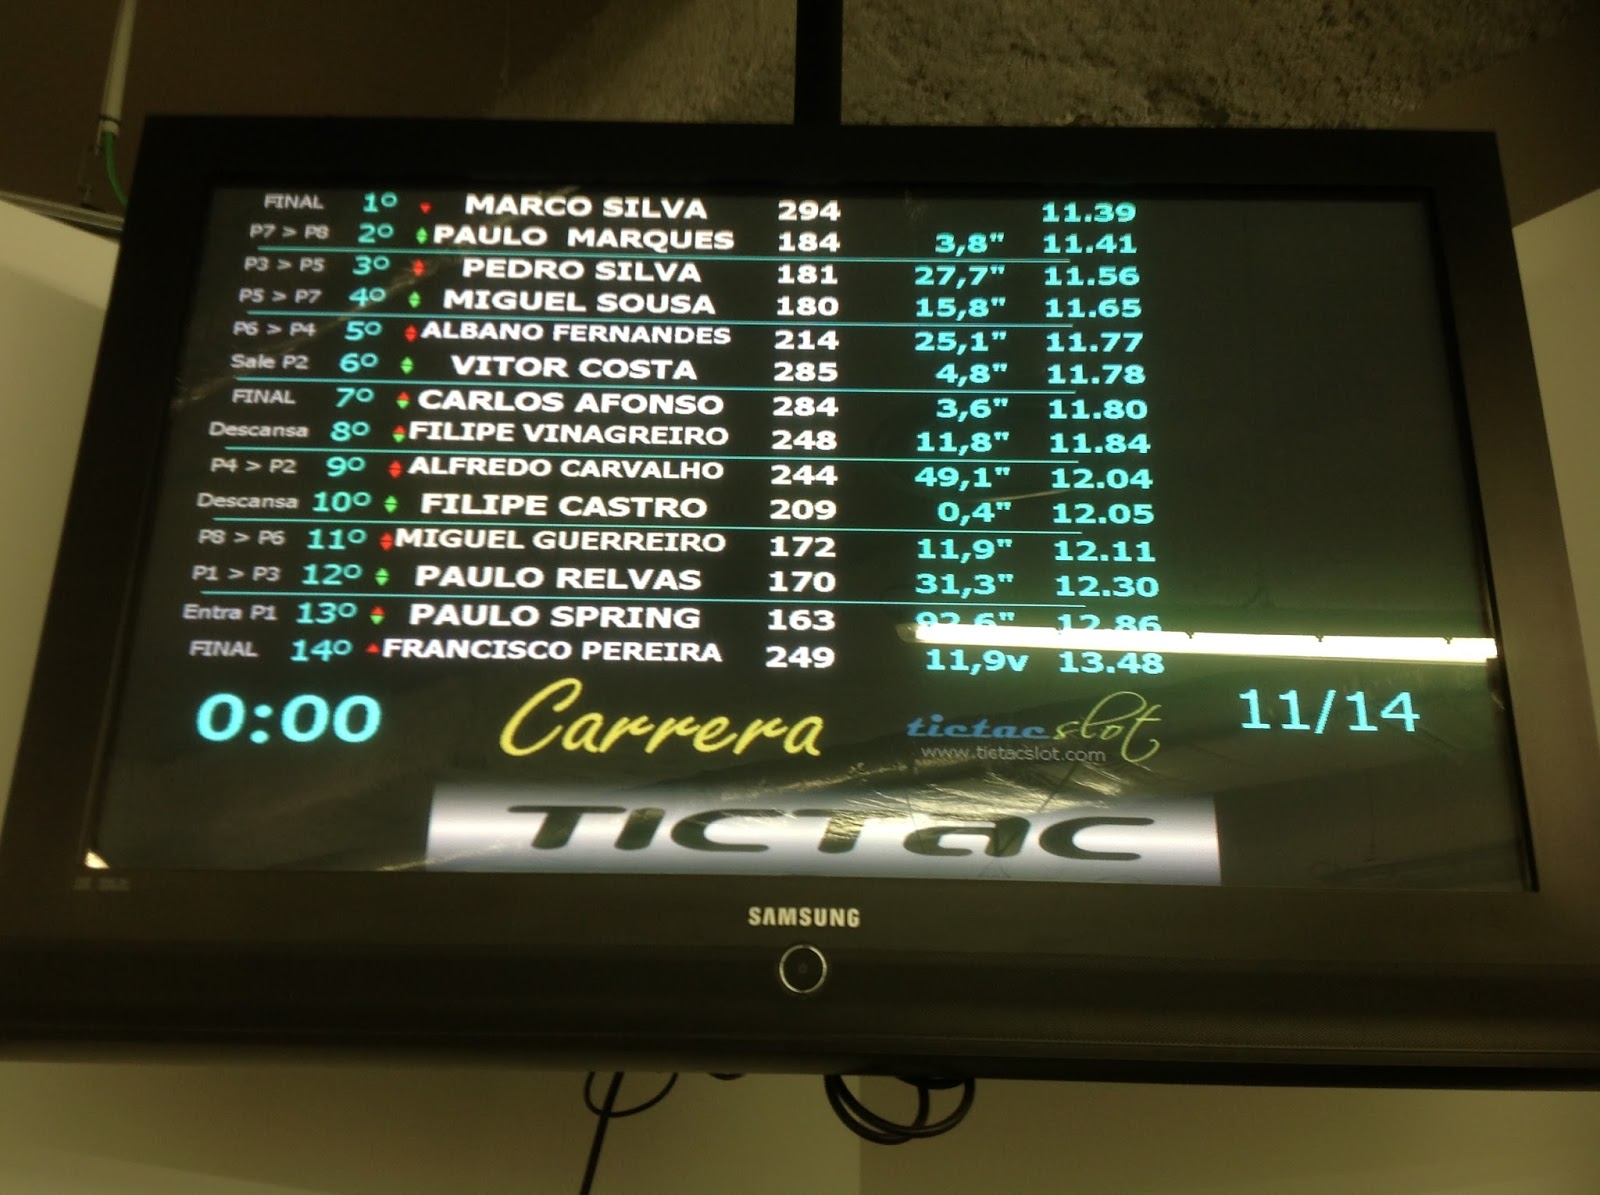 FINAL 1º MARCO SILVA 294 11.39
P7 > P8 2º PAULO MARQUES 184 3,8" 11.41
P3 > P5 3º PEDRO SILVA 181 27,7" 11.56
P5 > P7 4º MIGUEL SOUSA 180 15,8" 11.65
P6 > P4 5º ALBANO FERNANDES 214 25,1" 11.77
Sale P2 6º VITOR COSTA 285 4,8" 11.78
FINAL 7º CARLOS AFONSO 284 3,6" 11.80
Descansa 8º FILIPE VINAGREIRO 248 11,8" 11.84
P4 > P2 9º ALFREDO CARVALHO 244 49,1" 12.04
Descansa 10º FILIPE CASTRO 209 0,4" 12.05
P8 > P6 11º MIGUEL GUERREIRO 172 11,9" 12.11
P1 > P3 12º PAULO RELVAS 170 31,3" 12.30
Entra P1 13º PAULO SPRING 163 92,6" 12.86
FINAL 14º FRANCISCO PEREIRA 249 11,9v 13.48
0:00 Carrera tictacslot 11/14
www.tictacslot.com
TICTaC
SAMSUNG